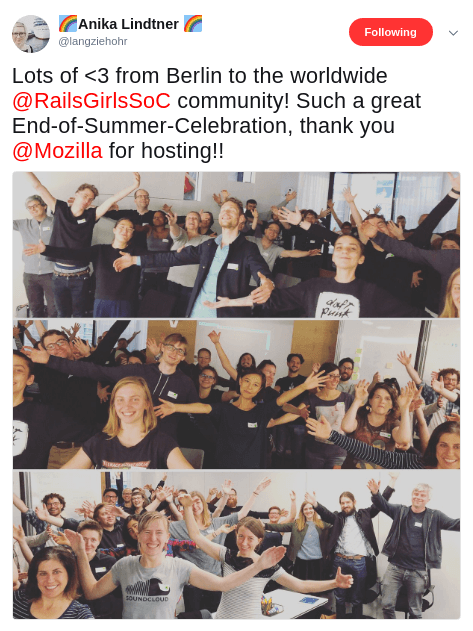 🌈Anika Lindtner 🌈
@langziehohr
Following
Lots of <3 from Berlin to the worldwide
@RailsGirlsSoC community! Such a great
End-of-Summer-Celebration, thank you
@Mozilla for hosting!!
daft
Punk
SOUNDCLOUD